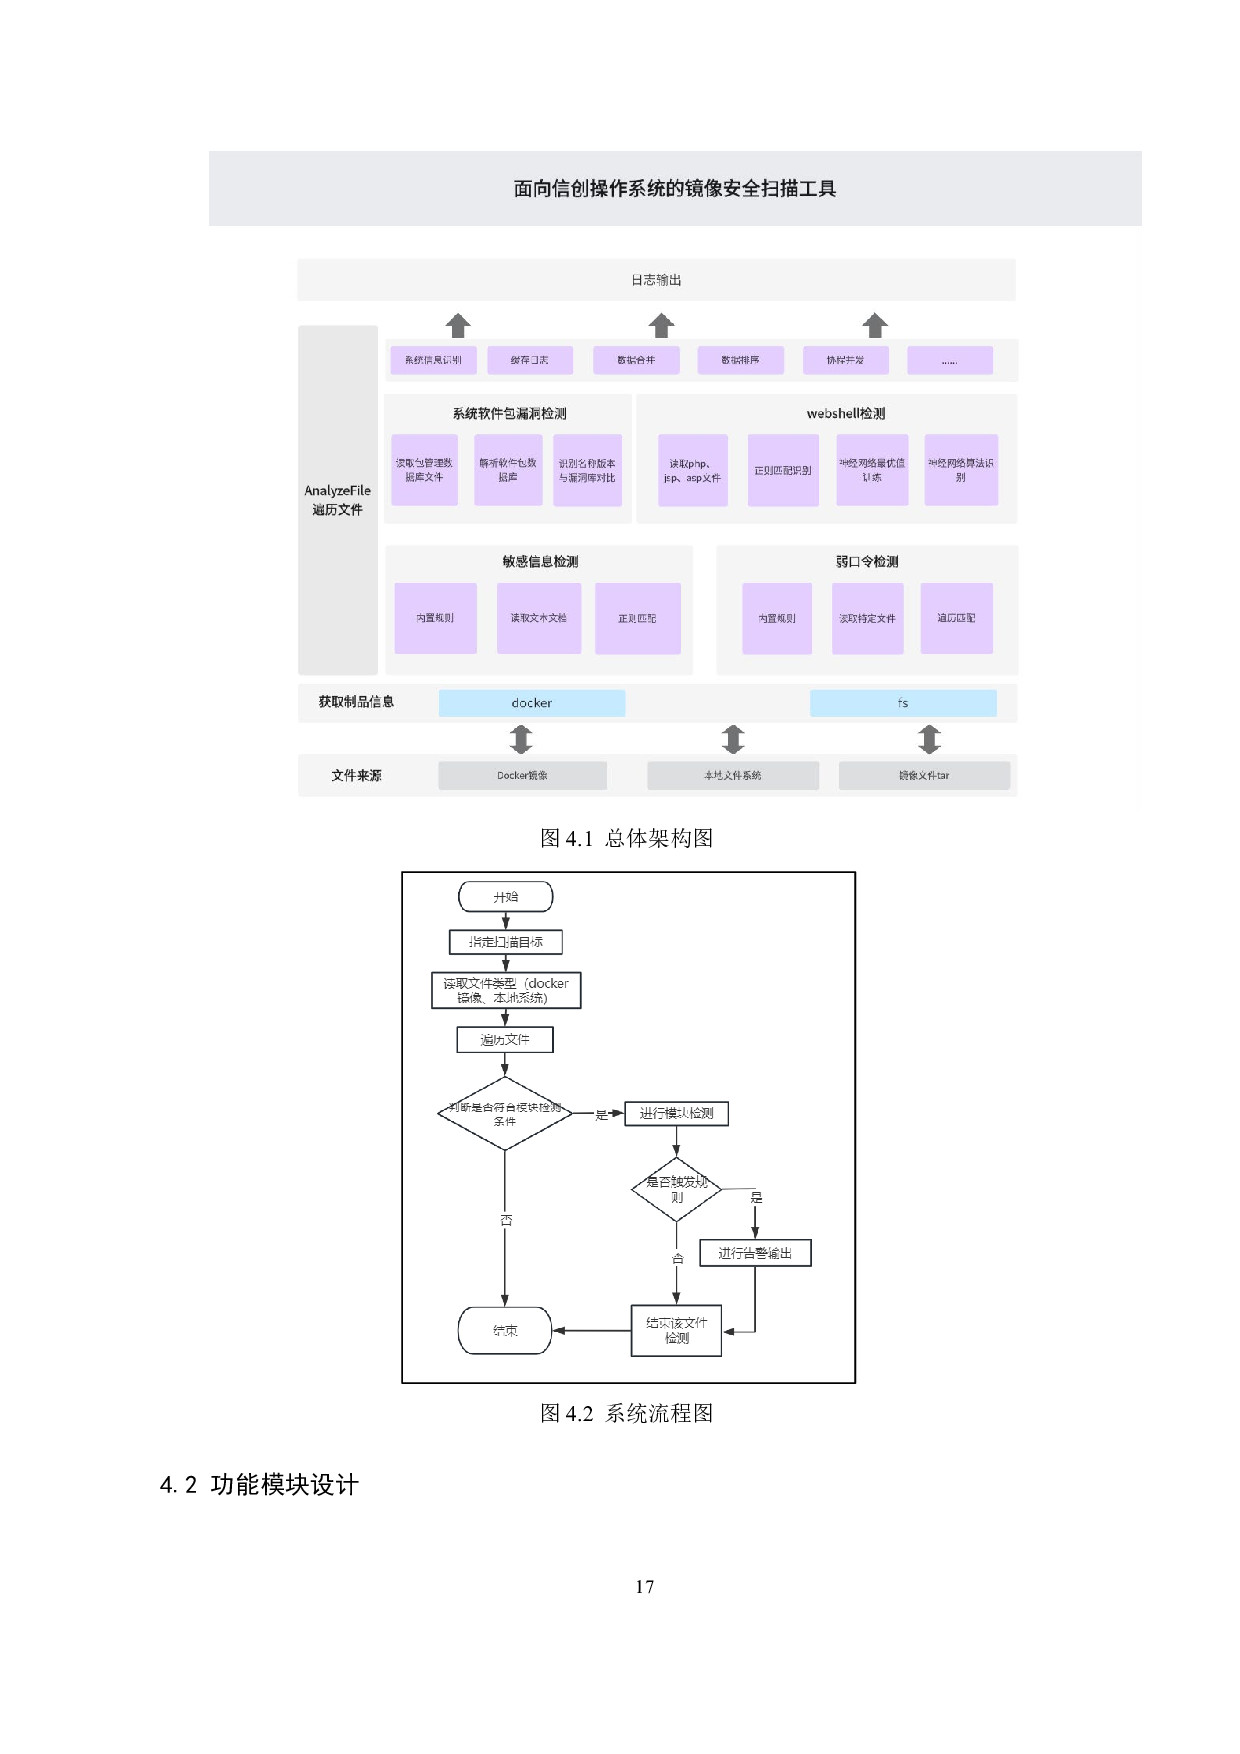 面向信创操作系统的镜像安全扫描工具
日志输出
系统信息识别 缓存日志 数据合并 数据排序 协程并发 ......
AnalyzeFile
遍历文件
系统软件包漏洞检测
读取包管理数
据库文件
解析软件包数
据库
识别名称版本
与漏洞库对比
webshell检测
读取php、
jsp、asp文件
正则匹配识别
神经网络最优值
训练
神经网络算法识
别
敏感信息检测
内置规则 读取文本文档 正则匹配
弱口令检测
内置规则 读取特定文件 遍历匹配
获取制品信息 docker fs
文件来源 Docker镜像 本地文件系统 镜像文件tar
图 4.1 总体架构图
开始
指定扫描目标
读取文件类型（docker
镜像、本地系统）
遍历文件
判断是否符合模块检测
条件
是
进行模块检测
是否触发规
则
是
否
否
进行告警输出
结束该文件
检测
结束
图 4.2 系统流程图
4.2 功能模块设计
17